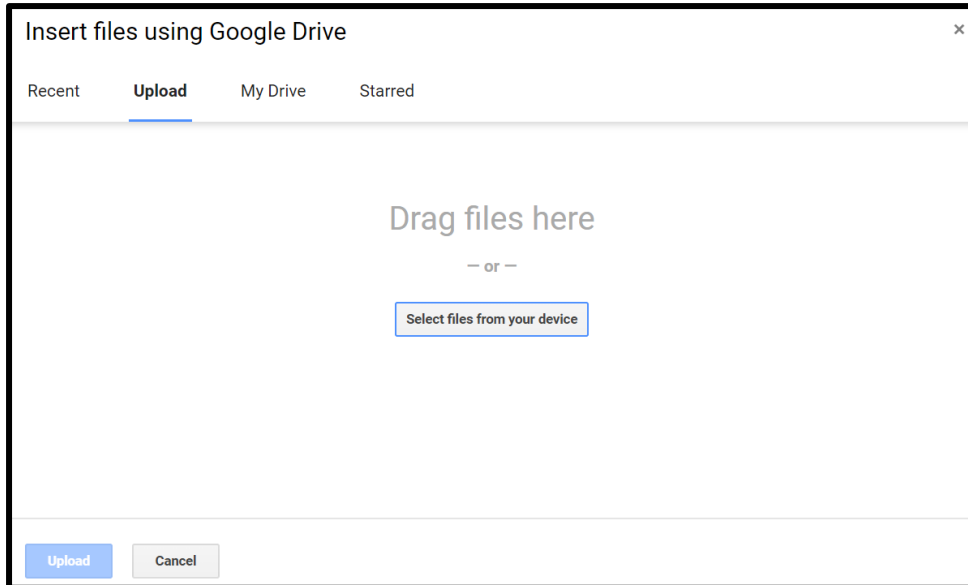 Insert files using Google Drive ×
Recent Upload My Drive Starred
Drag files here
— or —
Select files from your device
Upload Cancel